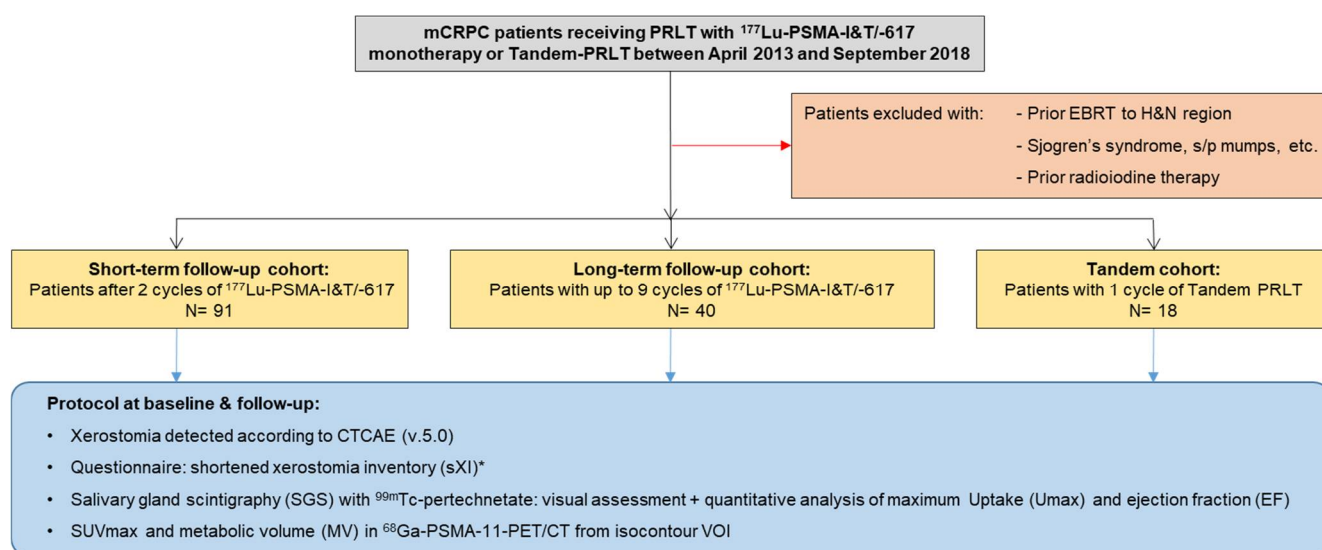 mCRPC patients receiving PRLT with ¹⁷⁷Lu-PSMA-I&T/-617
monotherapy or Tandem-PRLT between April 2013 and September 2018
Patients excluded with: - Prior EBRT to H&N region
- Sjogren's syndrome, s/p mumps, etc.
- Prior radioiodine therapy
Short-term follow-up cohort:
Patients after 2 cycles of ¹⁷⁷Lu-PSMA-I&T/-617
N= 91
Long-term follow-up cohort:
Patients with up to 9 cycles of ¹⁷⁷Lu-PSMA-I&T/-617
N= 40
Tandem cohort:
Patients with 1 cycle of Tandem PRLT
N= 18
Protocol at baseline & follow-up:
• Xerostomia detected according to CTCAE (v.5.0)
• Questionnaire: shortened xerostomia inventory (sXI)*
• Salivary gland scintigraphy (SGS) with ⁹⁹ᵐTc-pertechnetate: visual assessment + quantitative analysis of maximum Uptake (Umax) and ejection fraction (EF)
• SUVmax and metabolic volume (MV) in ⁶⁸Ga-PSMA-11-PET/CT from isocontour VOI